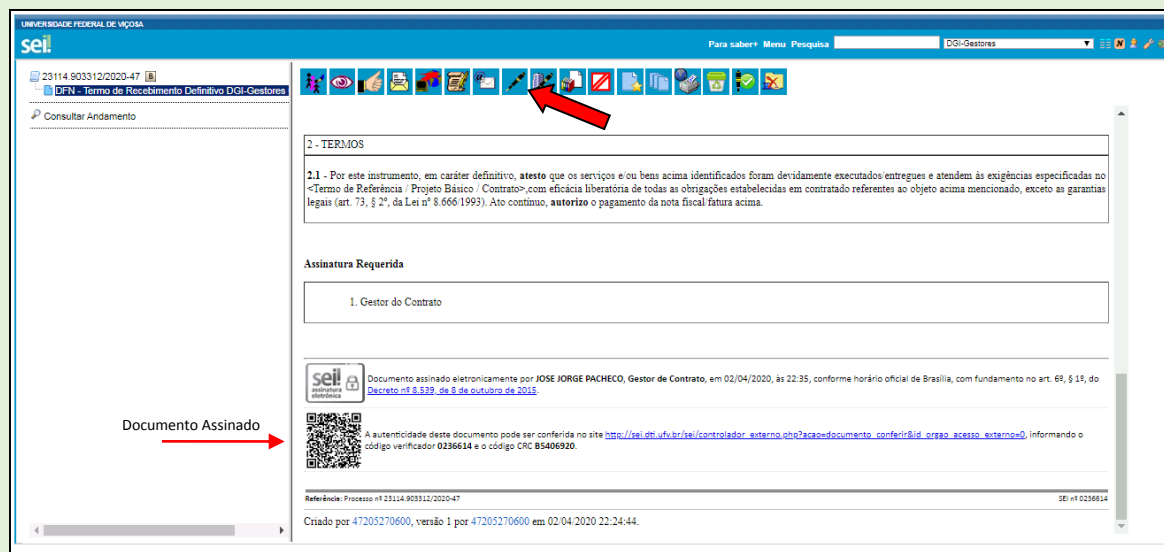 UNIVERSIDADE FEDERAL DE VIÇOSA
sei!
Para saber+ Menu Pesquisa
DGI-Gestores
23114.903312/2020-47
DFN - Termo de Recebimento Definitivo DGI-Gestores
Consultar Andamento
2 - TERMOS
2.1 - Por este instrumento, em caráter definitivo, atesto que os serviços e/ou bens acima identificados foram devidamente executados/entregues e atendem às exigências especificadas no
<Termo de Referência / Projeto Básico / Contrato>,com eficácia liberatória de todas as obrigações estabelecidas em contratado referentes ao objeto acima mencionado, exceto as garantias
legais (art. 73, § 2º, da Lei nº 8.666/1993). Ato contínuo, autorizo o pagamento da nota fiscal/fatura acima.
Assinatura Requerida
1. Gestor do Contrato
sei!
assinatura
eletrônica
Documento assinado eletronicamente por JOSE JORGE PACHECO, Gestor de Contrato, em 02/04/2020, às 22:35, conforme horário oficial de Brasília, com fundamento no art. 6º, § 1º, do
Decreto nº 8.539, de 8 de outubro de 2015.
Documento Assinado
A autenticidade deste documento pode ser conferida no site http://sei.dti.ufv.br/sei/controlador_externo.php?acao=documento_conferir&id_orgao_acesso_externo=0, informando o
código verificador 0236614 e o código CRC B5406920.
Referência: Processo nº 23114.903312/2020-47
SEI nº 0236614
Criado por 47205270600, versão 1 por 47205270600 em 02/04/2020 22:24:44.